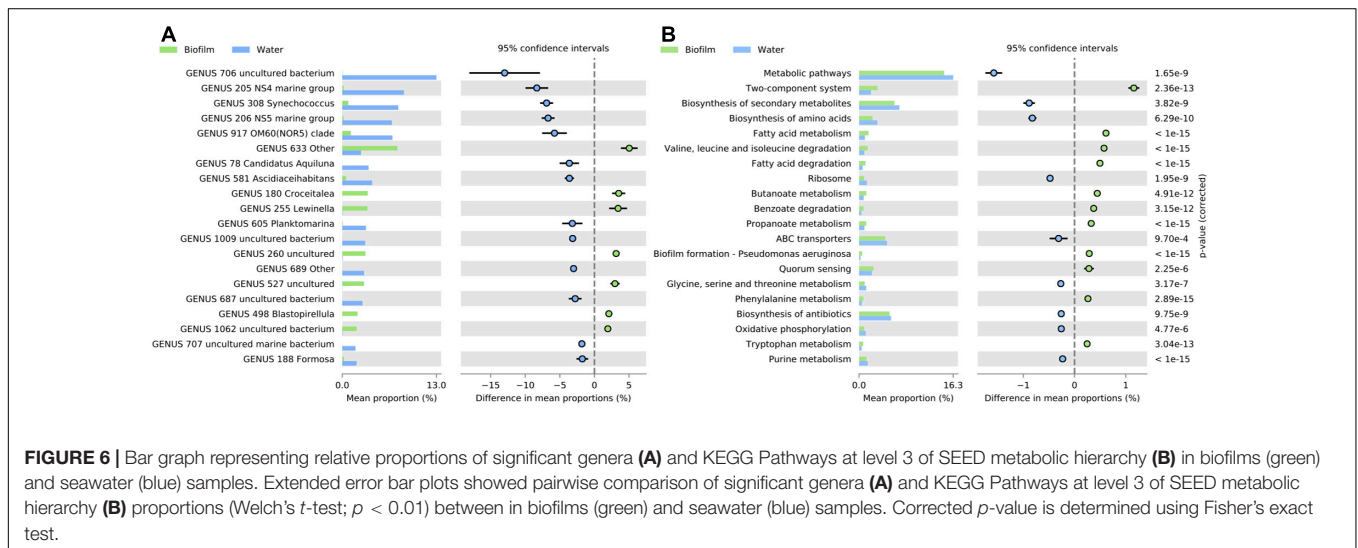 A
B
Biofilm Water
95% confidence intervals
Biofilm Water
95% confidence intervals
GENUS 706 uncultured bacterium
GENUS 205 NS4 marine group
GENUS 308 Synechococcus
GENUS 206 NS5 marine group
GENUS 917 OM60(NOR5) clade
GENUS 633 Other
GENUS 78 Candidatus Aquiluna
GENUS 581 Ascidiaceihabitans
GENUS 180 Croceitalea
GENUS 255 Lewinella
GENUS 605 Planktomarina
GENUS 1009 uncultured bacterium
GENUS 260 uncultured
GENUS 689 Other
GENUS 527 uncultured
GENUS 687 uncultured bacterium
GENUS 498 Blastopirellula
GENUS 1062 uncultured bacterium
GENUS 707 uncultured marine bacterium
GENUS 188 Formosa
0.0 13.0
Mean proportion (%)
−15 −10 −5 0 5
Difference in mean proportions (%)
Metabolic pathways 1.65e-9
Two-component system 2.36e-13
Biosynthesis of secondary metabolites 3.82e-9
Biosynthesis of amino acids 6.29e-10
Fatty acid metabolism < 1e-15
Valine, leucine and isoleucine degradation < 1e-15
Fatty acid degradation < 1e-15
Ribosome 1.95e-9
Butanoate metabolism 4.91e-12
Benzoate degradation 3.15e-12
Propanoate metabolism < 1e-15
ABC transporters 9.70e-4
Biofilm formation - Pseudomonas aeruginosa < 1e-15
Quorum sensing 2.25e-6
Glycine, serine and threonine metabolism 3.17e-7
Phenylalanine metabolism 2.89e-15
Biosynthesis of antibiotics 9.75e-9
Oxidative phosphorylation 4.77e-6
Tryptophan metabolism 3.04e-13
Purine metabolism < 1e-15
p-value (corrected)
0.0 16.3
Mean proportion (%)
−1 0 1
Difference in mean proportions (%)
FIGURE 6 | Bar graph representing relative proportions of significant genera (A) and KEGG Pathways at level 3 of SEED metabolic hierarchy (B) in biofilms (green)
and seawater (blue) samples. Extended error bar plots showed pairwise comparison of significant genera (A) and KEGG Pathways at level 3 of SEED metabolic
hierarchy (B) proportions (Welch's t-test; p < 0.01) between in biofilms (green) and seawater (blue) samples. Corrected p-value is determined using Fisher's exact
test.